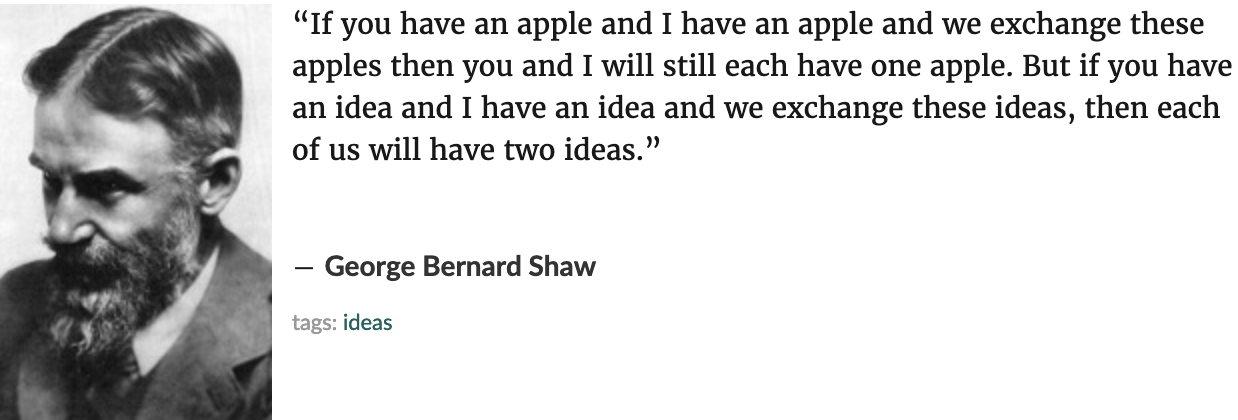 “If you have an apple and I have an apple and we exchange these
apples then you and I will still each have one apple. But if you have
an idea and I have an idea and we exchange these ideas, then each
of us will have two ideas.”
— George Bernard Shaw
tags: ideas